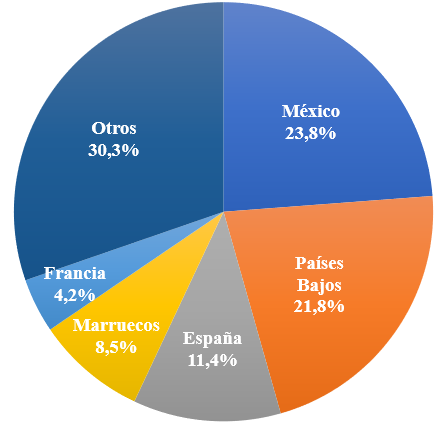 México
23,8%
Países
Bajos
21,8%
España
11,4%
Marruecos
8,5%
Francia
4,2%
Otros
30,3%